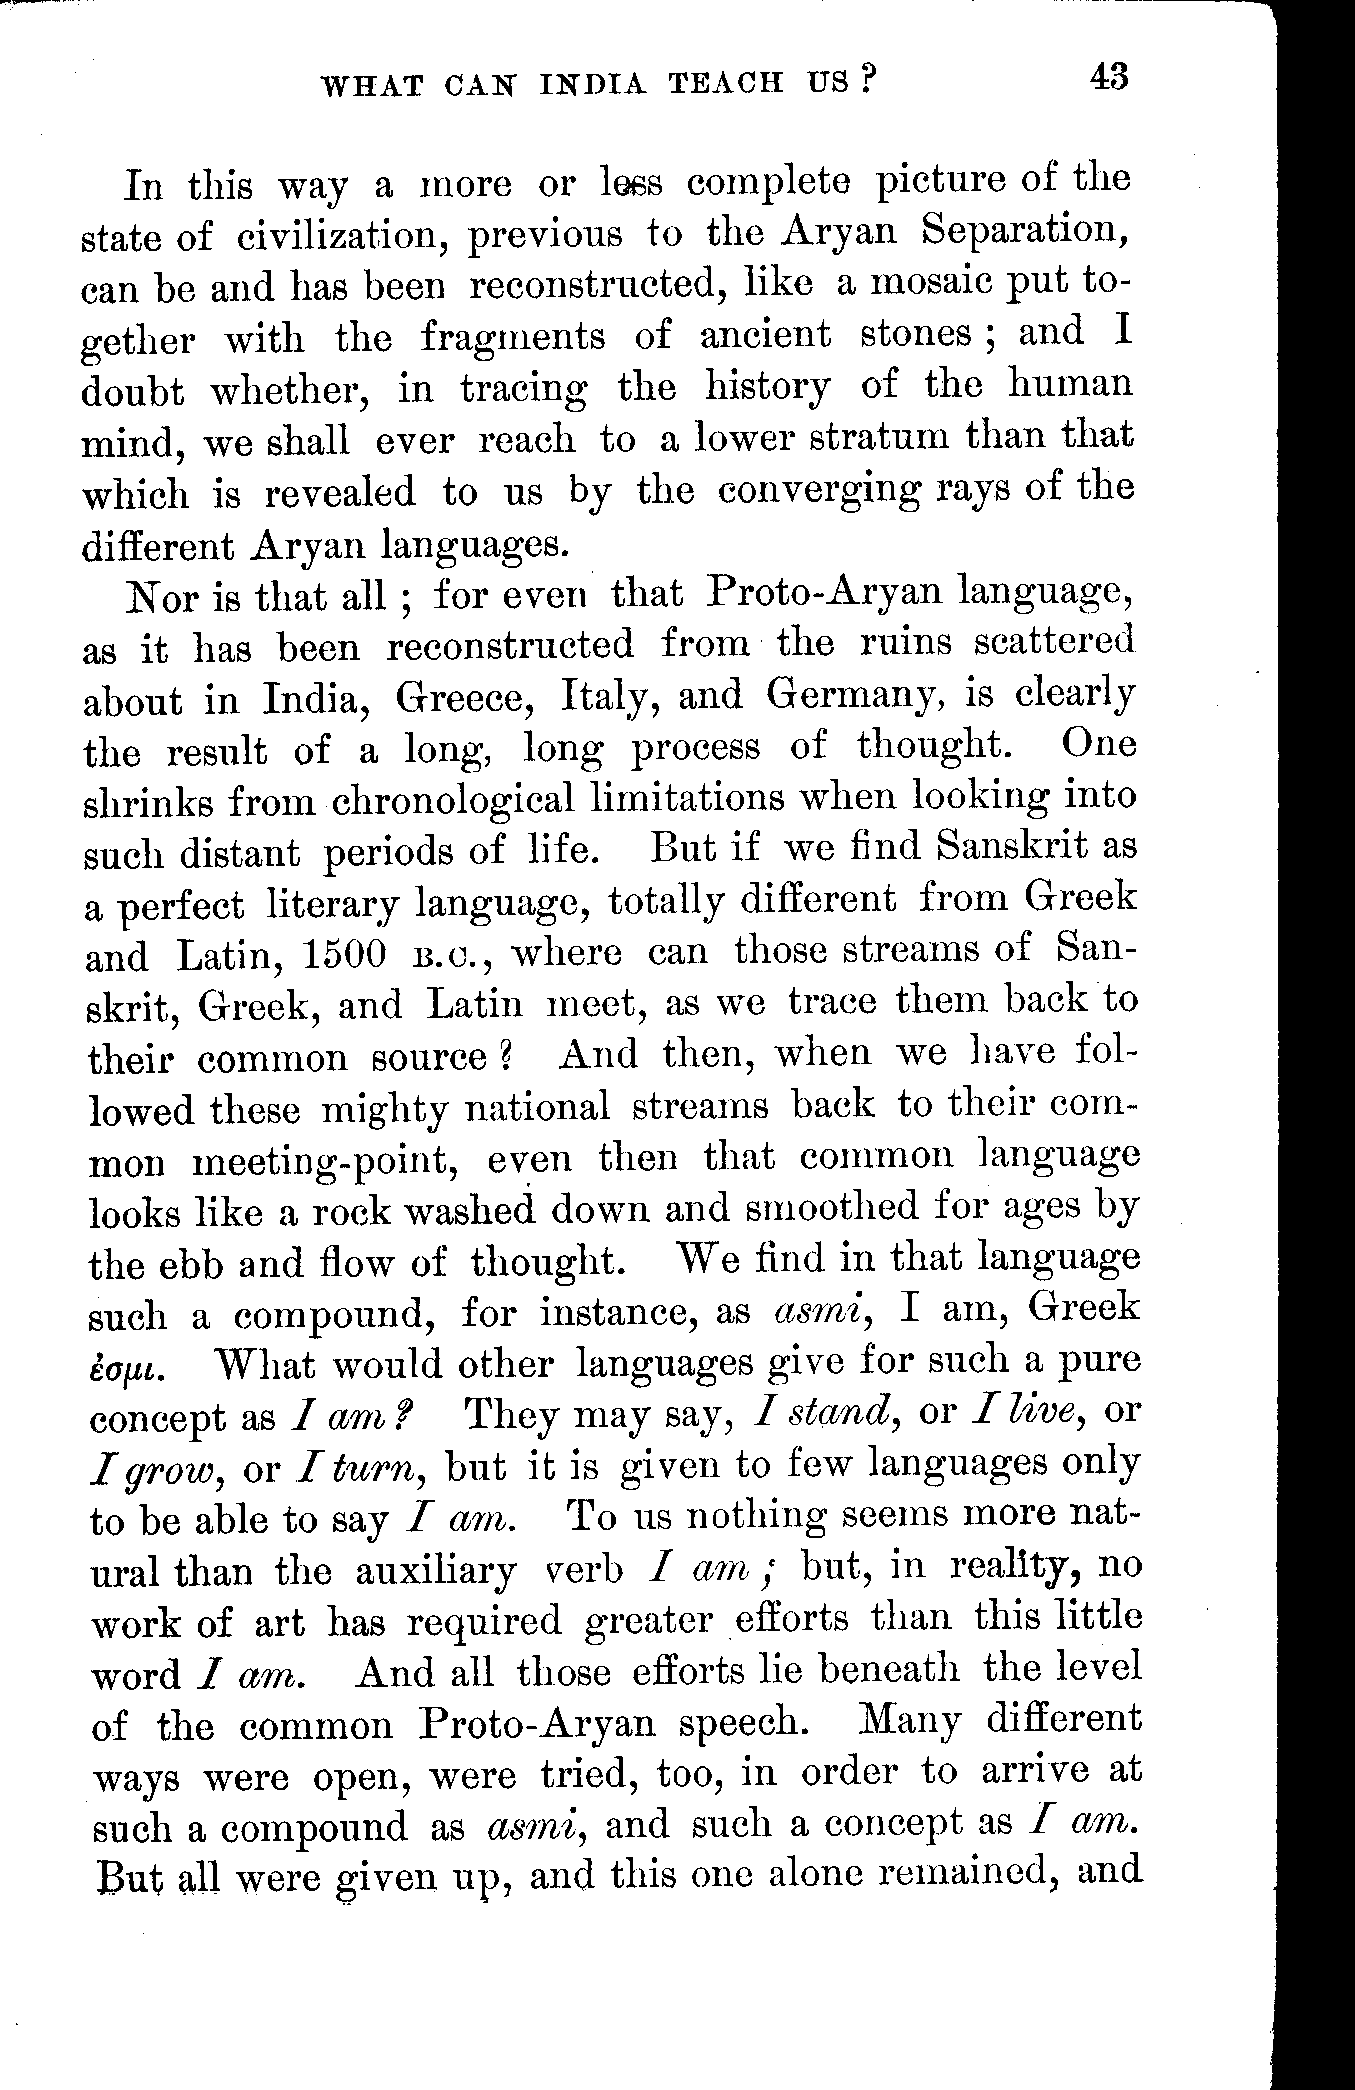 WHAT CAN INDIA TEACH US? 43
In this way a more or less complete picture of the
state of civilization, previous to the Aryan Separation,
can be and has been reconstructed, like a mosaic put to-
gether with the fragments of ancient stones; and I
doubt whether, in tracing the history of the human
mind, we shall ever reach to a lower stratum than that
which is revealed to us by the converging rays of the
different Aryan languages.
Nor is that all; for even that Proto-Aryan language,
as it has been reconstructed from the ruins scattered
about in India, Greece, Italy, and Germany, is clearly
the result of a long, long process of thought. One
shrinks from chronological limitations when looking into
such distant periods of life. But if we find Sanskrit as
a perfect literary language, totally different from Greek
and Latin, 1500 B.C., where can those streams of San-
skrit, Greek, and Latin meet, as we trace them back to
their common source? And then, when we have fol-
lowed these mighty national streams back to their com-
mon meeting-point, even then that common language
looks like a rock washed down and smoothed for ages by
the ebb and flow of thought. We find in that language
such a compound, for instance, as asmi, I am, Greek
ἐσμι. What would other languages give for such a pure
concept as I am? They may say, I stand, or I live, or
I grow, or I turn, but it is given to few languages only
to be able to say I am. To us nothing seems more nat-
ural than the auxiliary verb I am; but, in reality, no
work of art has required greater efforts than this little
word I am. And all those efforts lie beneath the level
of the common Proto-Aryan speech. Many different
ways were open, were tried, too, in order to arrive at
such a compound as asmi, and such a concept as I am.
But all were given up, and this one alone remained, and